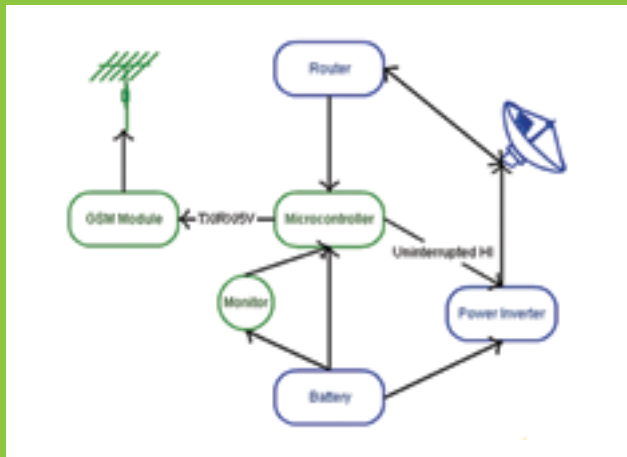 Router
GSM Module
TX/RX/5V
Microcontroller
Uninterrupted HI
Monitor
Power Inverter
Battery